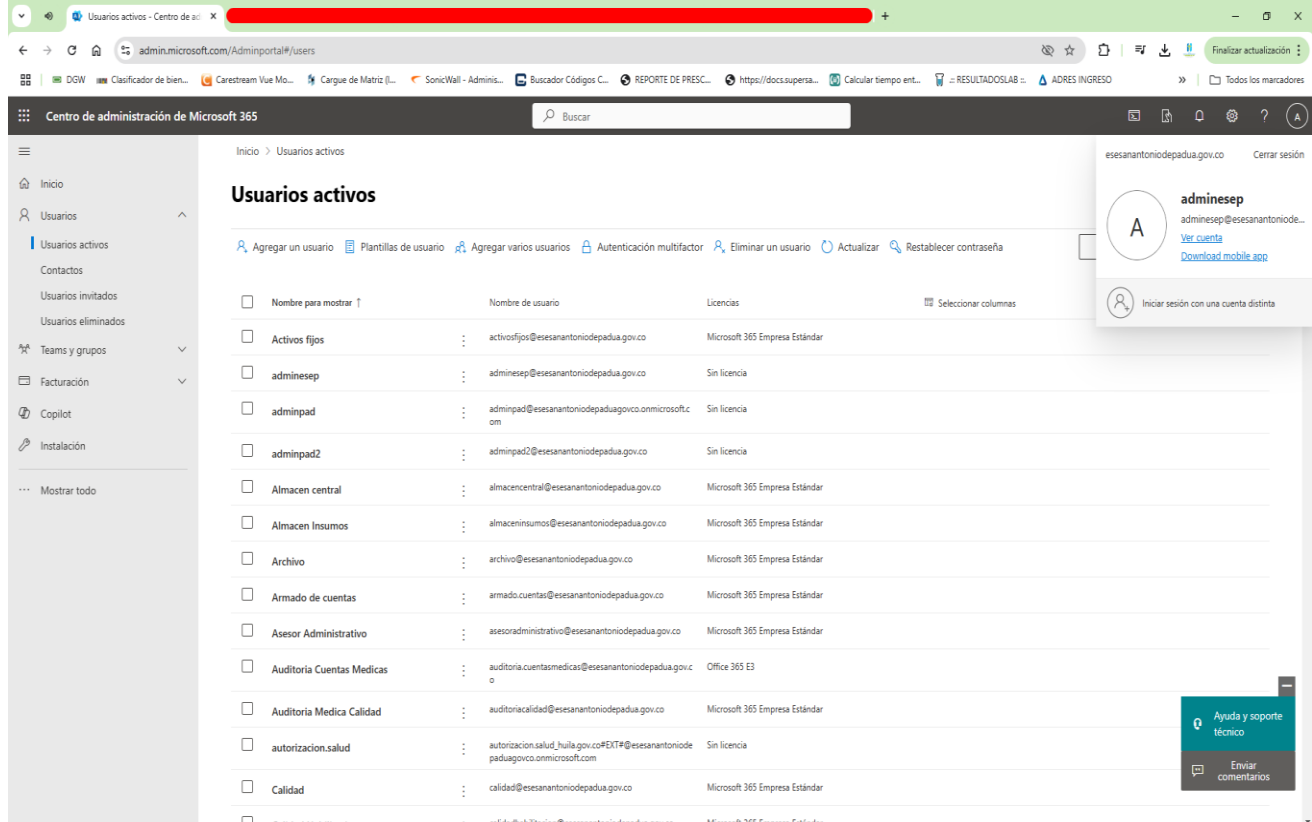 Usuarios activos - Centro de ad
admin.microsoft.com/Adminportal#/users
Finalizar actualización
DGW
Clasificador de bien...
Carestream Vue Mo...
Cargue de Matriz (I...
SonicWall - Adminis...
Buscador Códigos C...
REPORTE DE PRESC...
https://docs.supersa...
Calcular tiempo ent...
.:: RESULTADOSLAB ::.
ADRES INGRESO
Todos los marcadores
Centro de administración de Microsoft 365
Buscar
A
Inicio
Usuarios
Usuarios activos
Contactos
Usuarios invitados
Usuarios eliminados
Teams y grupos
Facturación
Copilot
Instalación
Mostrar todo
Inicio > Usuarios activos
Usuarios activos
Agregar un usuario
Plantillas de usuario
Agregar varios usuarios
Autenticación multifactor
Eliminar un usuario
Actualizar
Restablecer contraseña
Nombre para mostrar ↑ Nombre de usuario Licencias Seleccionar columnas
Activos fijos activosfijos@esesanantoniodepadua.gov.co Microsoft 365 Empresa Estándar
adminesep adminesep@esesanantoniodepadua.gov.co Sin licencia
adminpad adminpad@esesanantoniodepaduagovco.onmicrosoft.c Sin licencia
om
adminpad2 adminpad2@esesanantoniodepadua.gov.co Sin licencia
Almacen central almacencentral@esesanantoniodepadua.gov.co Microsoft 365 Empresa Estándar
Almacen Insumos almaceninsumos@esesanantoniodepadua.gov.co Microsoft 365 Empresa Estándar
Archivo archivo@esesanantoniodepadua.gov.co Microsoft 365 Empresa Estándar
Armado de cuentas armado.cuentas@esesanantoniodepadua.gov.co Microsoft 365 Empresa Estándar
Asesor Administrativo asesoradministrativo@esesanantoniodepadua.gov.co Microsoft 365 Empresa Estándar
Auditoria Cuentas Medicas auditoria.cuentasmedicas@esesanantoniodepadua.gov.c Office 365 E3
o
Auditoria Medica Calidad auditoriacalidad@esesanantoniodepadua.gov.co Microsoft 365 Empresa Estándar
autorizacion.salud autorizacion.salud_huila.gov.co#EXT#@esesanantoniode Sin licencia
paduagovco.onmicrosoft.com
Calidad calidad@esesanantoniodepadua.gov.co Microsoft 365 Empresa Estándar
esesanantoniodepadua.gov.co Cerrar sesión
A
adminesep
adminesep@esesanantoniode...
Ver cuenta
Download mobile app
Iniciar sesión con una cuenta distinta
Ayuda y soporte
técnico
Enviar
comentarios